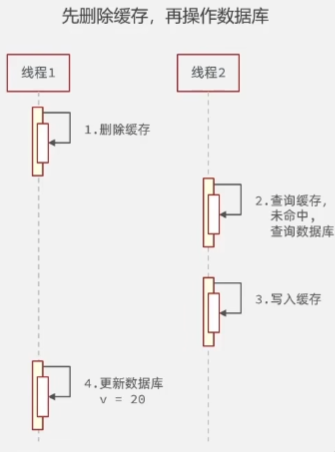 先删除缓存，再操作数据库
线程1
线程2
1.删除缓存
2.查询缓存，
未命中，
查询数据库
3.写入缓存
4.更新数据库
v = 20